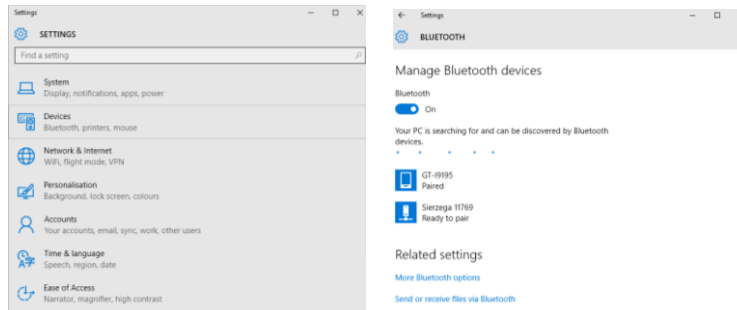 Settings
SETTINGS
Find a setting
System
Display, notifications, apps, power
Devices
Bluetooth, printers, mouse
Network & Internet
WiFi, flight mode, VPN
Personalisation
Background, lock screen, colours
Accounts
Your accounts, email, sync, work, other users
Time & language
Speech, region, date
Ease of Access
Narrator, magnifier, high contrast
Settings
BLUETOOTH
Manage Bluetooth devices
Bluetooth
On
Your PC is searching for and can be discovered by Bluetooth
devices.
GT-I9195
Paired
Sierzega 11769
Ready to pair
Related settings
More Bluetooth options
Send or receive files via Bluetooth